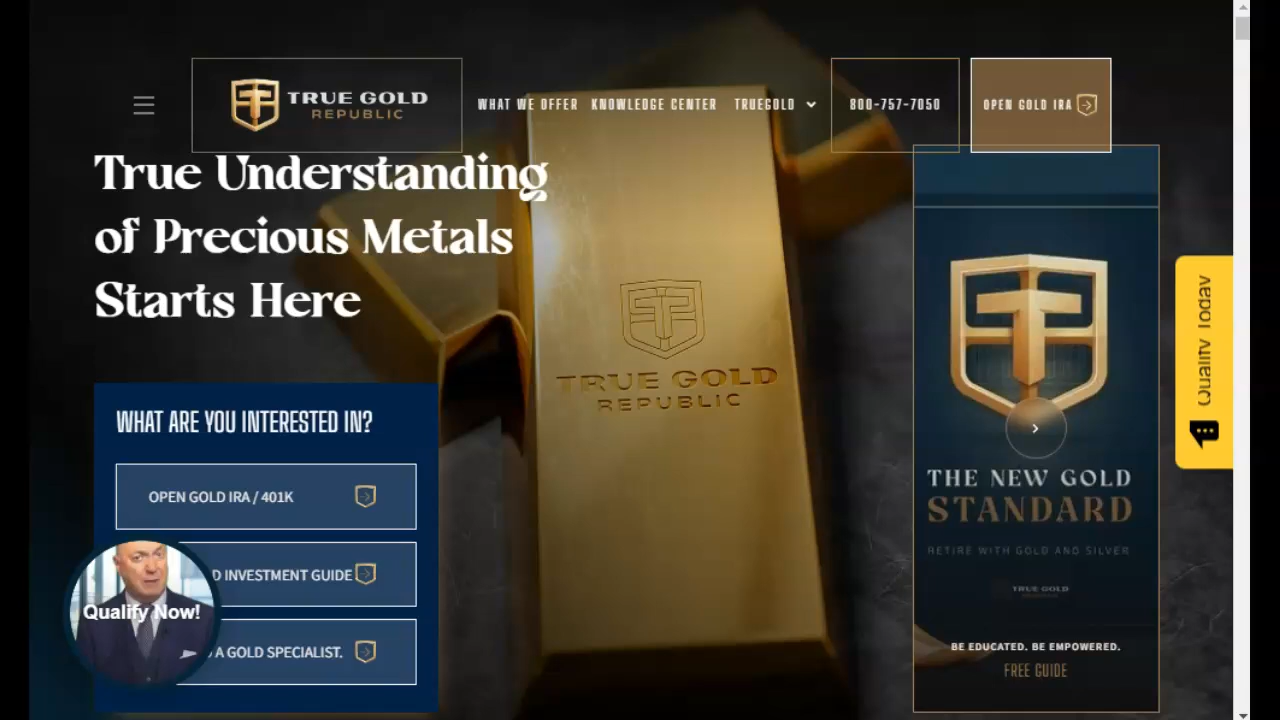 TRUE GOLD
REPUBLIC
WHAT WE OFFER
KNOWLEDGE CENTER
TRUEGOLD
800-757-7050
OPEN GOLD IRA
True Understanding
of Precious Metals
Starts Here
TRUE GOLD
REPUBLIC
WHAT ARE YOU INTERESTED IN?
OPEN GOLD IRA / 401K
INVESTMENT GUIDE
A GOLD SPECIALIST.
Qualify Now!
THE NEW GOLD
STANDARD
RETIRE WITH GOLD AND SILVER
TRUE GOLD
BE EDUCATED. BE EMPOWERED.
FREE GUIDE
Qualify Today